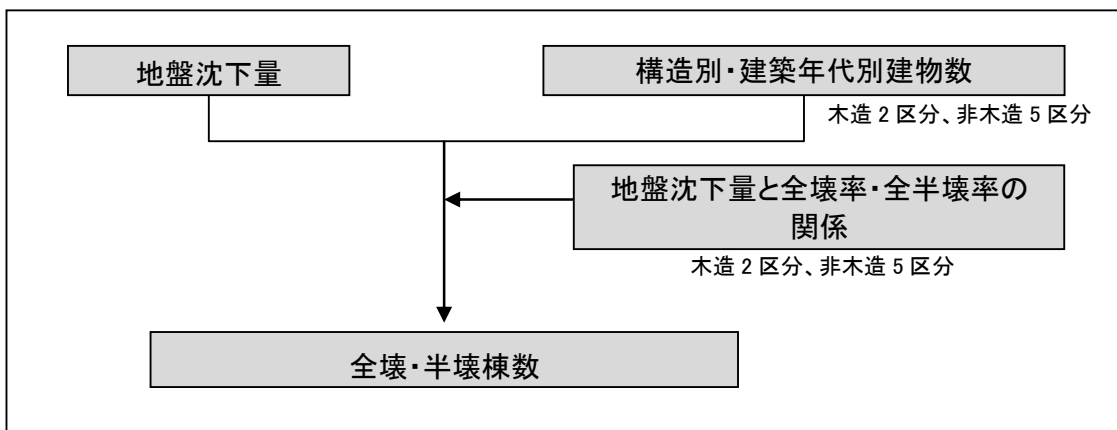 地盤沈下量
構造別・建築年代別建物数
木造 2 区分、非木造 5 区分
地盤沈下量と全壊率・全半壊率の
関係
木造 2 区分、非木造 5 区分
全壊・半壊棟数